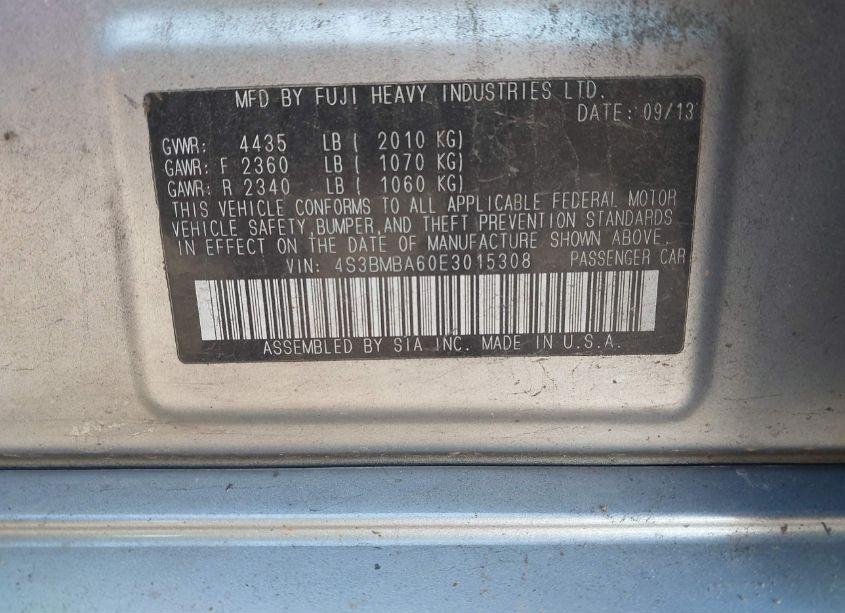 MFD BY FUJI HEAVY INDUSTRIES LTD.
DATE: 09/13
GVWR: 4435 LB ( 2010 KG)
GAWR: F 2360 LB ( 1070 KG)
GAWR: R 2340 LB ( 1060 KG)
THIS VEHICLE CONFORMS TO ALL APPLICABLE FEDERAL MOTOR
VEHICLE SAFETY,BUMPER,AND THEFT PREVENTION STANDARDS
IN EFFECT ON THE DATE OF MANUFACTURE SHOWN ABOVE.
VIN: 4S3BMBA60E3015308 PASSENGER CAR
ASSEMBLED BY SIA INC. MADE IN U.S.A.